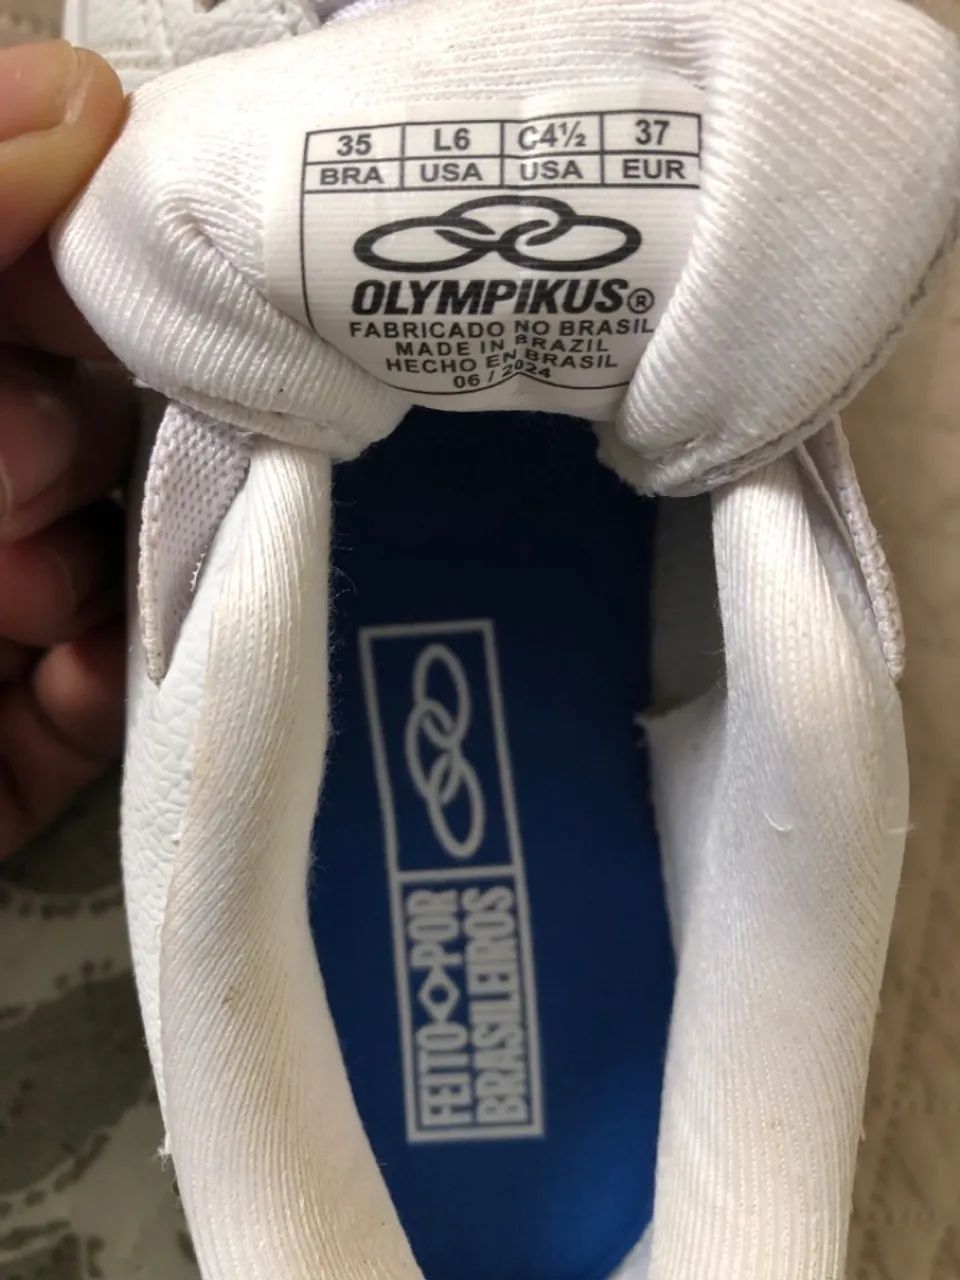 35 L6 C4½ 37
BRA USA USA EUR
OLYMPIKUS®
FABRICADO NO BRASIL
MADE IN BRAZIL
HECHO EN BRASIL
06 / 2024
FEITO POR
BRASILEIROS